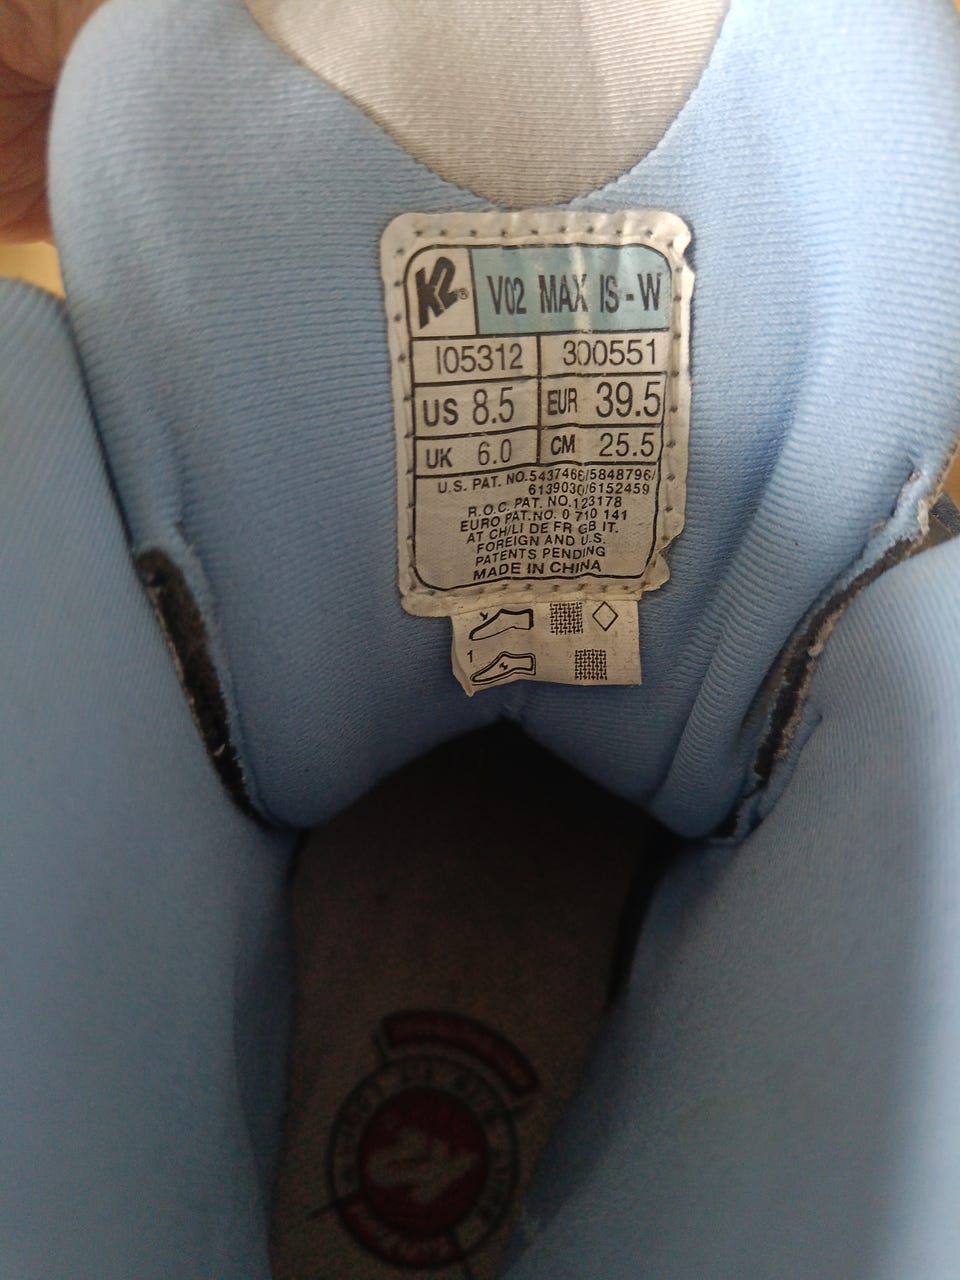 K2® V02 MAX IS-W
I05312 300551
US 8.5 EUR 39.5
UK 6.0 CM 25.5
U.S. PAT. NO.5437466/5848796/
6139030/6152459
R.O.C. PAT. NO.123178
EURO PAT.NO. 0 710 141
AT CH/LI DE FR GB IT.
FOREIGN AND U.S.
PATENTS PENDING
MADE IN CHINA
1